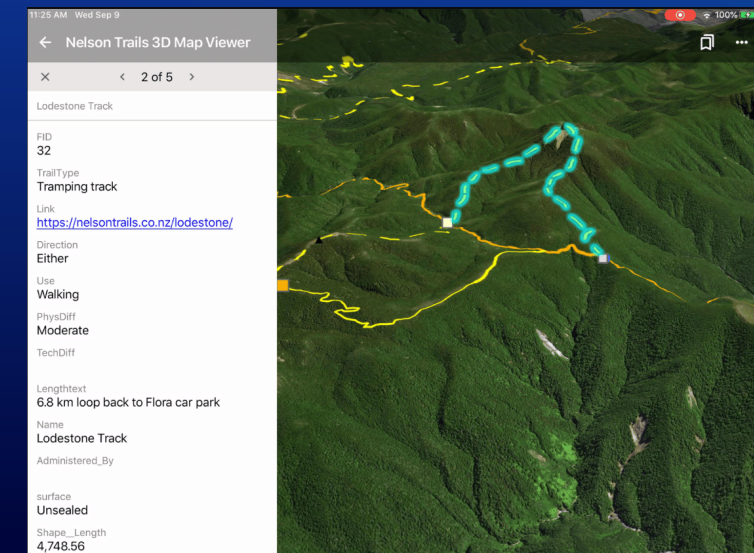 11:25 AM Wed Sep 9
100%
Nelson Trails 3D Map Viewer
2 of 5
Lodestone Track
FID
32
TrailType
Tramping track
Link
https://nelsontrails.co.nz/lodestone/
Direction
Either
Use
Walking
PhysDiff
Moderate
TechDiff
Lengthtext
6.8 km loop back to Flora car park
Name
Lodestone Track
Administered_By
surface
Unsealed
Shape__Length
4,748.56